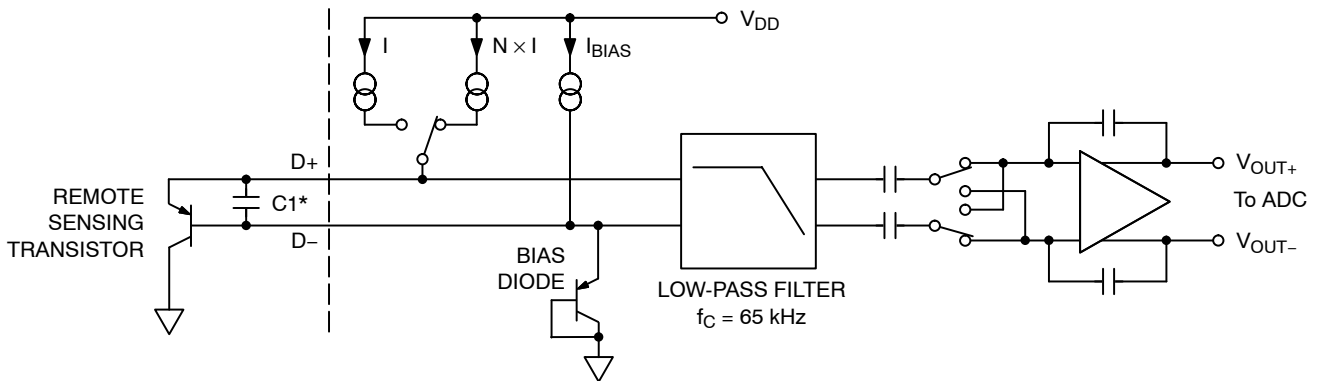 V_DD
I
N × I
I_BIAS
D+
REMOTE
SENSING
TRANSISTOR
C1*
D−
BIAS
DIODE
LOW-PASS FILTER
f_C = 65 kHz
V_OUT+
To ADC
V_OUT−